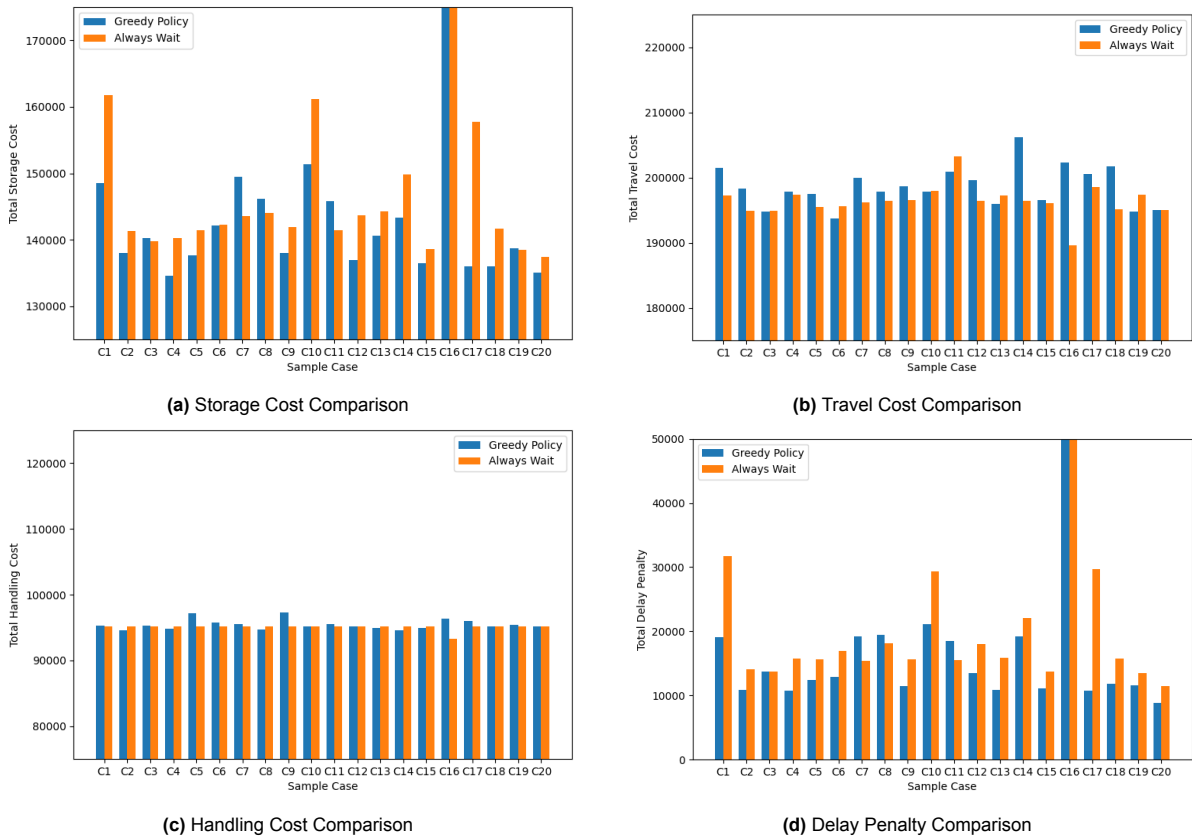 Greedy Policy
Always Wait
Total Storage Cost
170000
160000
150000
140000
130000
C1 C2 C3 C4 C5 C6 C7 C8 C9 C10 C11 C12 C13 C14 C15 C16 C17 C18 C19 C20
Sample Case
(a) Storage Cost Comparison
Greedy Policy
Always Wait
Total Travel Cost
220000
210000
200000
190000
180000
C1 C2 C3 C4 C5 C6 C7 C8 C9 C10 C11 C12 C13 C14 C15 C16 C17 C18 C19 C20
Sample Case
(b) Travel Cost Comparison
Greedy Policy
Always Wait
Total Handling Cost
120000
110000
100000
90000
80000
C1 C2 C3 C4 C5 C6 C7 C8 C9 C10 C11 C12 C13 C14 C15 C16 C17 C18 C19 C20
Sample Case
(c) Handling Cost Comparison
Greedy Policy
Always Wait
Total Delay Penalty
50000
40000
30000
20000
10000
0
C1 C2 C3 C4 C5 C6 C7 C8 C9 C10 C11 C12 C13 C14 C15 C16 C17 C18 C19 C20
Sample Case
(d) Delay Penalty Comparison